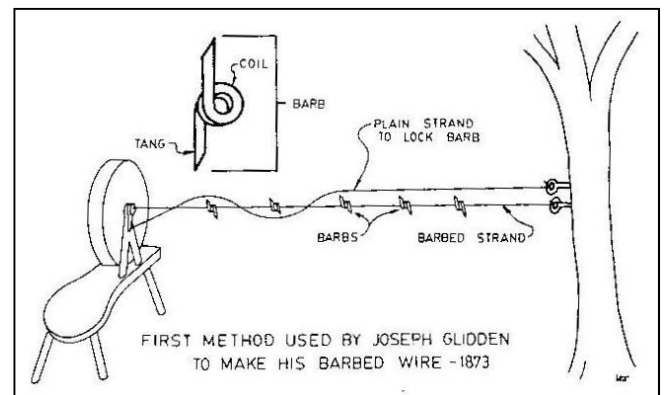 COIL
BARB
TANG
PLAIN STRAND
TO LOCK BARB
BARBS
BARBED STRAND
FIRST METHOD USED BY JOSEPH GLIDDEN
TO MAKE HIS BARBED WIRE - 1873